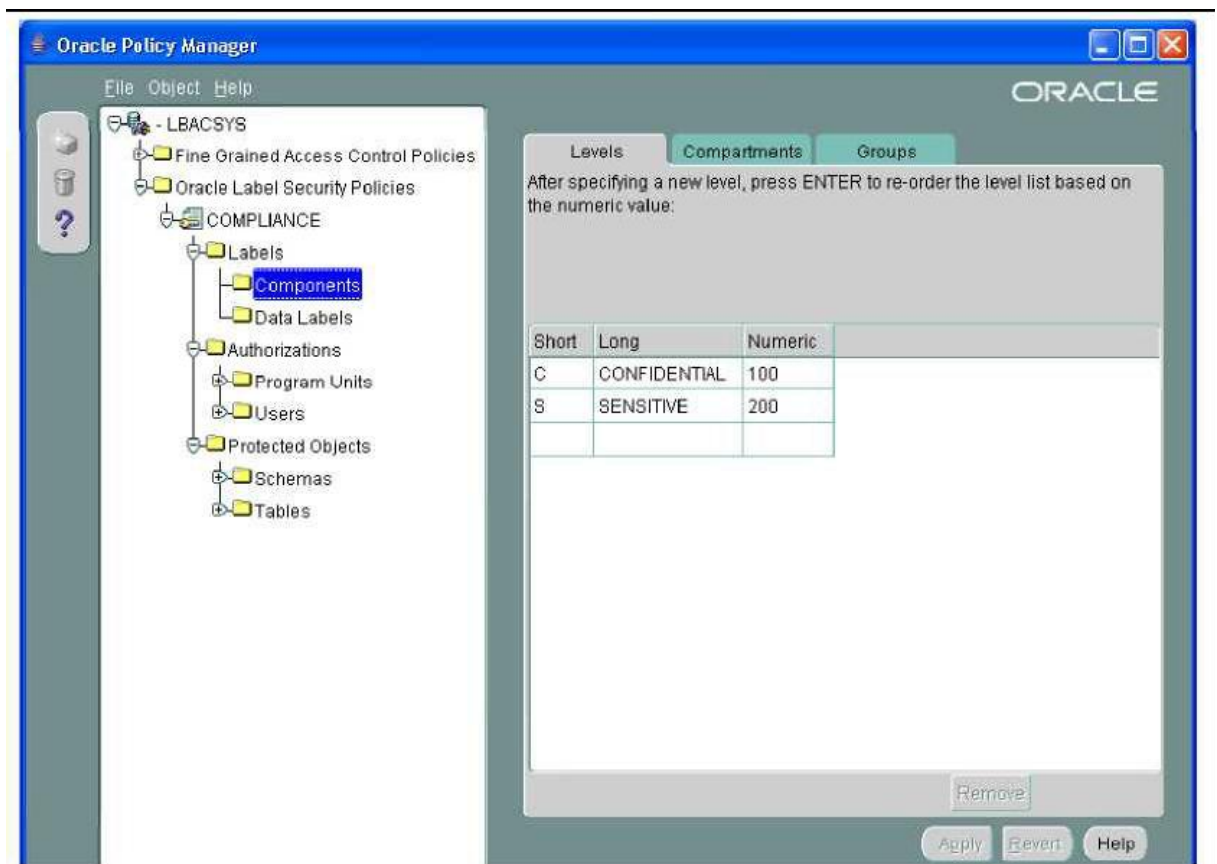 Oracle Policy Manager
File Object Help
ORACLE
- LBACSYS
Fine Grained Access Control Policies
Oracle Label Security Policies
COMPLIANCE
Labels
Components
Data Labels
Authorizations
Program Units
Users
Protected Objects
Schemas
Tables
Levels Compartments Groups
After specifying a new level, press ENTER to re-order the level list based on
the numeric value:
Short Long Numeric
C CONFIDENTIAL 100
S SENSITIVE 200
Remove
Apply Revert Help